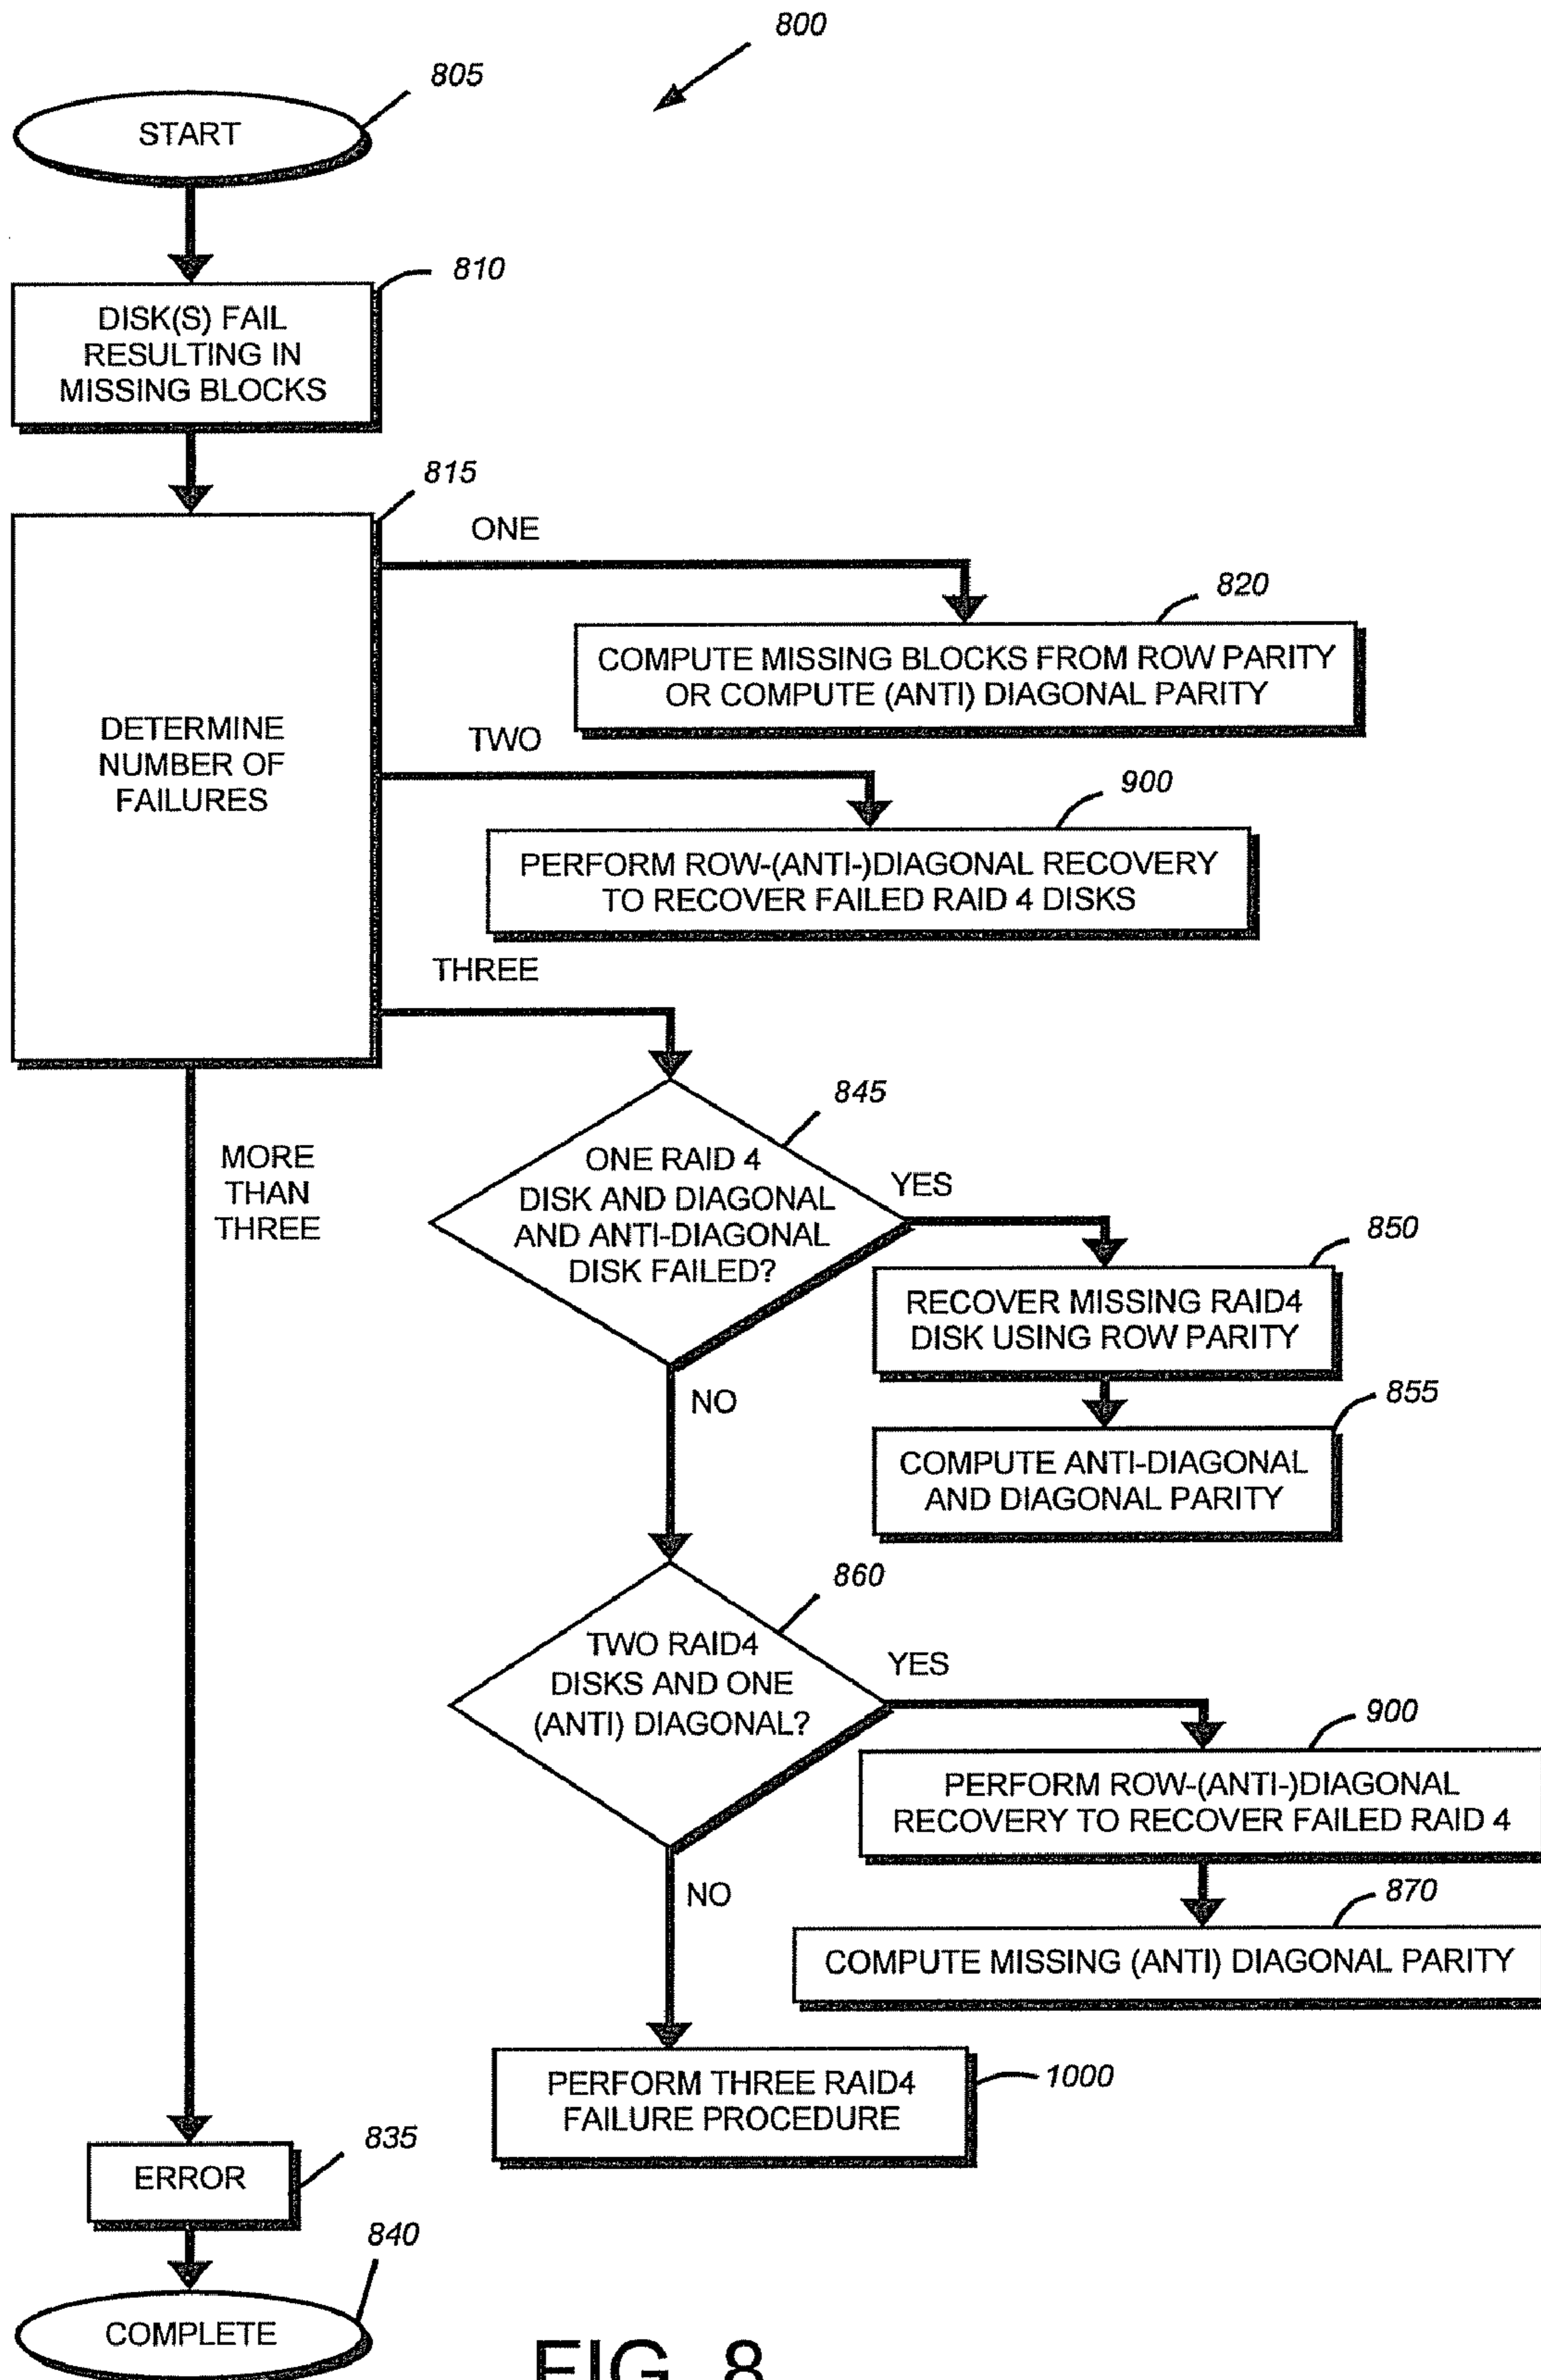 800
805
START
810
DISK(S) FAIL
RESULTING IN
MISSING BLOCKS
815
DETERMINE
NUMBER OF
FAILURES
ONE
820
COMPUTE MISSING BLOCKS FROM ROW PARITY
OR COMPUTE (ANTI) DIAGONAL PARITY
TWO
900
PERFORM ROW-(ANTI-)DIAGONAL RECOVERY
TO RECOVER FAILED RAID 4 DISKS
THREE
MORE
THAN
THREE
845
ONE RAID 4
DISK AND DIAGONAL
AND ANTI-DIAGONAL
DISK FAILED?
YES
850
RECOVER MISSING RAID4
DISK USING ROW PARITY
855
COMPUTE ANTI-DIAGONAL
AND DIAGONAL PARITY
NO
860
TWO RAID4
DISKS AND ONE
(ANTI) DIAGONAL?
YES
900
PERFORM ROW-(ANTI-)DIAGONAL
RECOVERY TO RECOVER FAILED RAID 4
870
COMPUTE MISSING (ANTI) DIAGONAL PARITY
NO
1000
PERFORM THREE RAID4
FAILURE PROCEDURE
835
ERROR
840
COMPLETE
FIG. 8